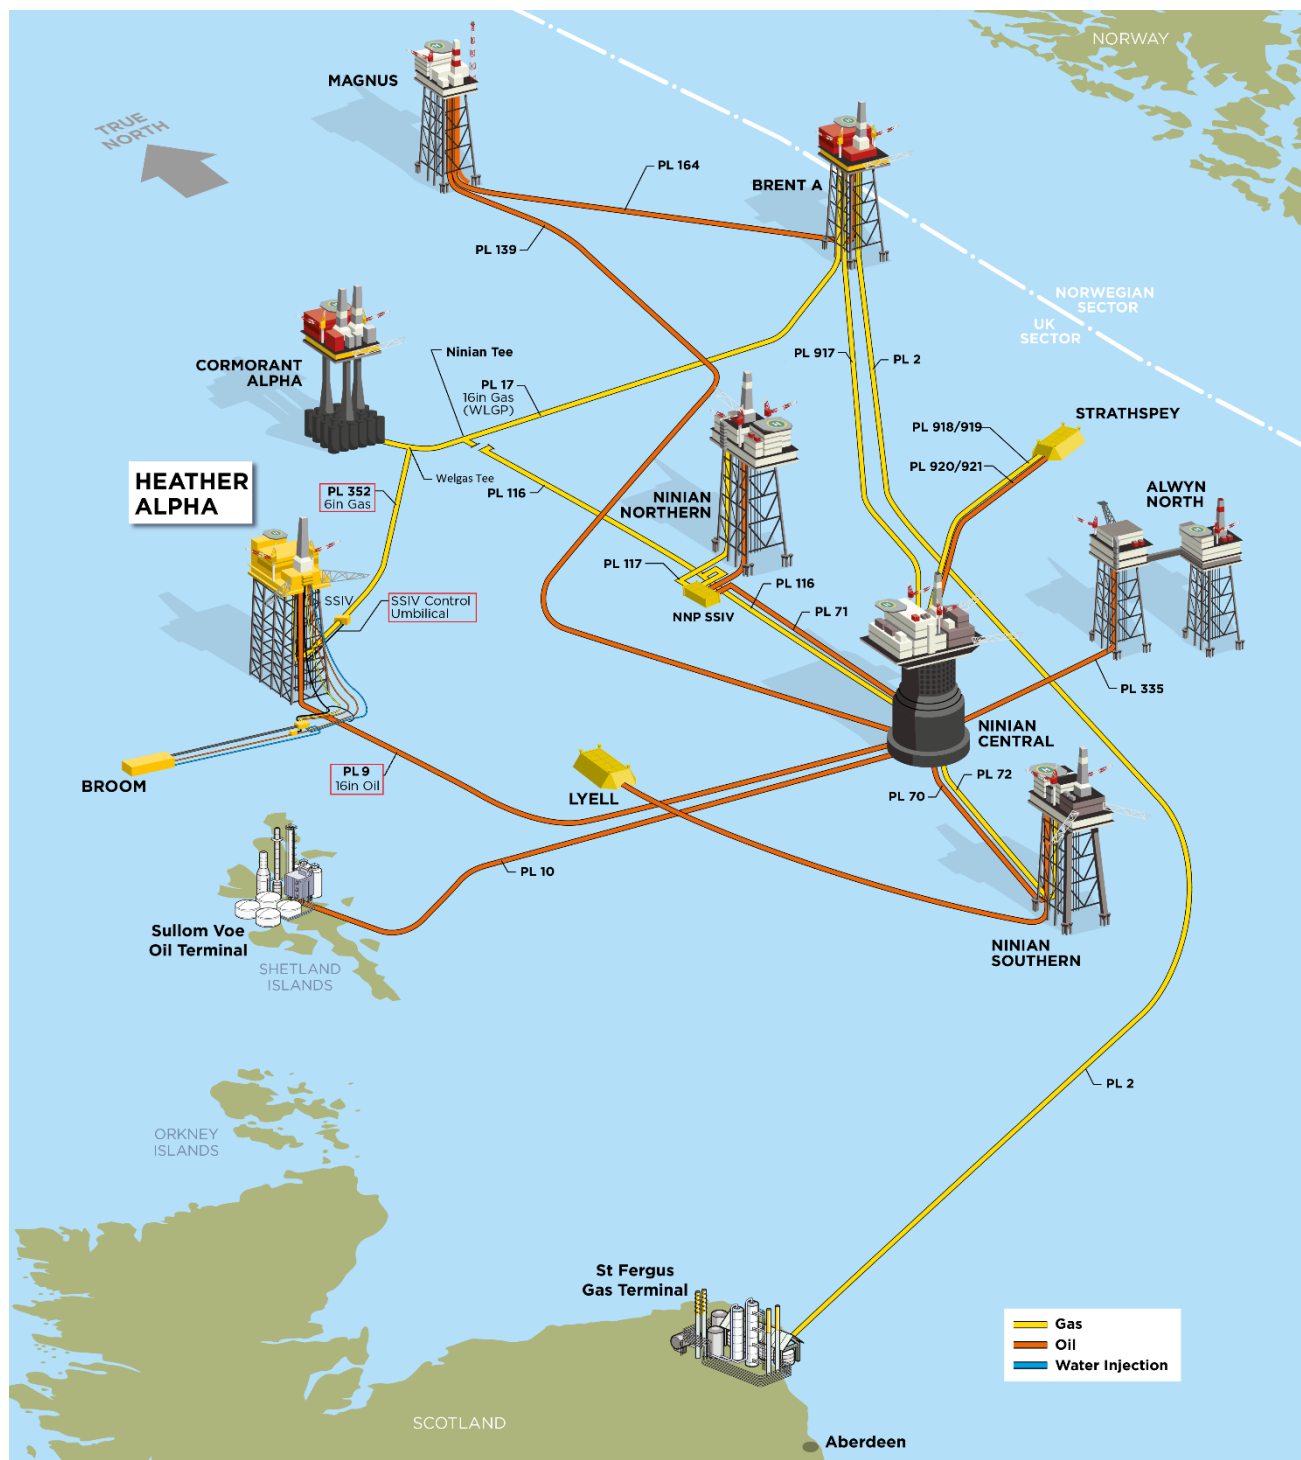 NORWAY
MAGNUS
TRUE
NORTH
PL 164
BRENT A
PL 139
NORWEGIAN
SECTOR
UK
SECTOR
CORMORANT
ALPHA
Ninian Tee
PL 17
16in Gas
(WLGP)
PL 917
PL 2
STRATHSPEY
PL 918/919
PL 920/921
HEATHER
ALPHA
Welgas Tee
PL 352
6in Gas
PL 116
NINIAN
NORTHERN
ALWYN
NORTH
PL 117
PL 116
PL 71
NNP SSIV
SSIV
SSIV Control
Umbilical
PL 335
NINIAN
CENTRAL
BROOM
PL 9
16in Oil
LYELL
PL 72
PL 70
PL 10
Sullom Voe
Oil Terminal
SHETLAND
ISLANDS
NINIAN
SOUTHERN
PL 2
ORKNEY
ISLANDS
St Fergus
Gas Terminal
Gas
Oil
Water Injection
SCOTLAND
Aberdeen